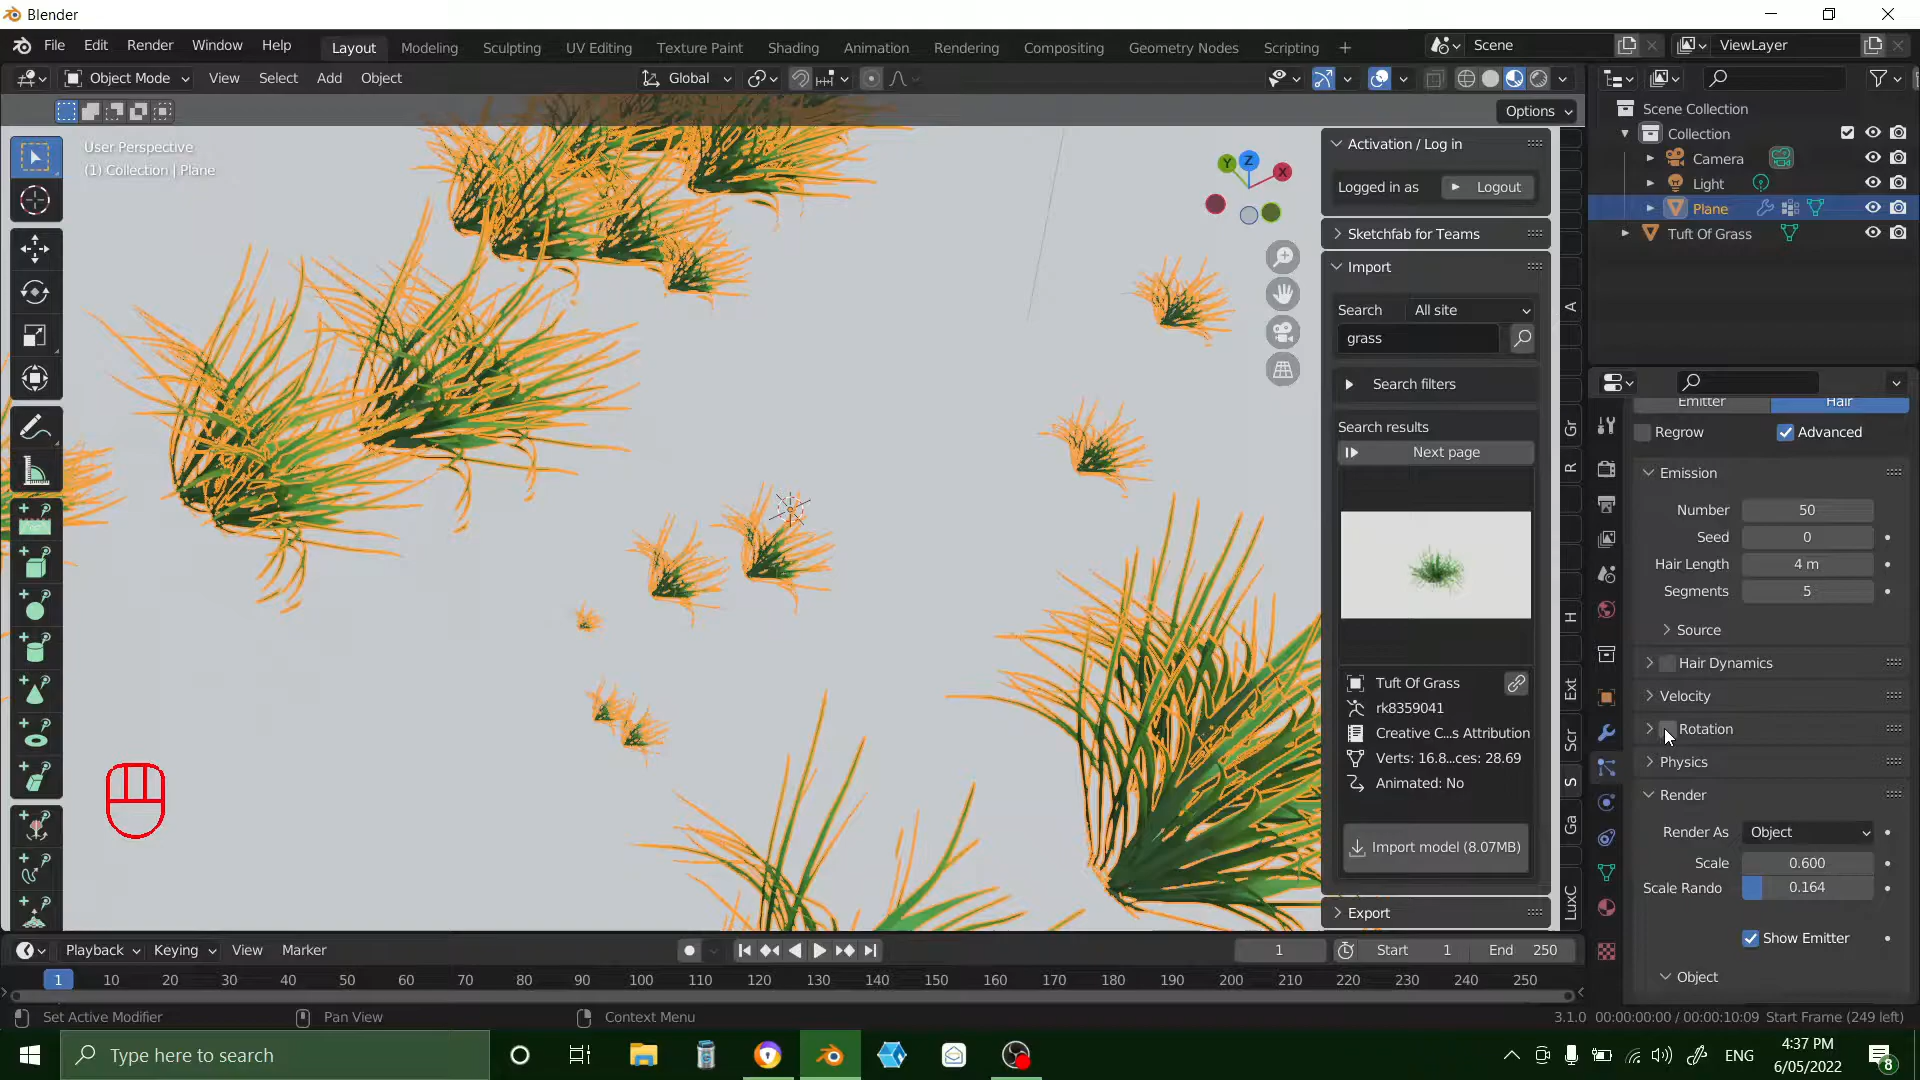 Blender
File Edit Render Window Help
Layout Modeling Sculpting UV Editing Texture Paint Shading Animation Rendering Compositing Geometry Nodes Scripting +
Scene ViewLayer
Object Mode View Select Add Object Global
Options
User Perspective
(1) Collection | Plane
X
Y
Z
Activation / Log in
Logged in as Logout
Sketchfab for Teams
Import
Search All site
grass
Search filters
Search results
Next page
Tuft Of Grass
rk8359041
Creative C...s Attribution
Verts: 16.8...ces: 28.69
Animated: No
Import model (8.07MB)
Export
A
Gr
R
H
Ext
Scr
S
Ga
LuxC
Scene Collection
Collection
Camera
Light
Plane
Tuft Of Grass
Emitter Hair
Regrow Advanced
Emission
Number 50
Seed 0
Hair Length 4 m
Segments 5
Source
Hair Dynamics
Velocity
Rotation
Physics
Render
Render As Object
Scale 0.600
Scale Rando 0.164
Show Emitter
Object
Playback Keying View Marker
1 Start 1 End 250
1 10 20 30 40 50 60 70 80 90 100 110 120 130 140 150 160 170 180 190 200 210 220 230 240 250
Set Active Modifier Pan View Context Menu
3.1.0 00:00:00:00 / 00:00:10:09 Start Frame (249 left)
Type here to search
ENG
4:37 PM
6/05/2022
8